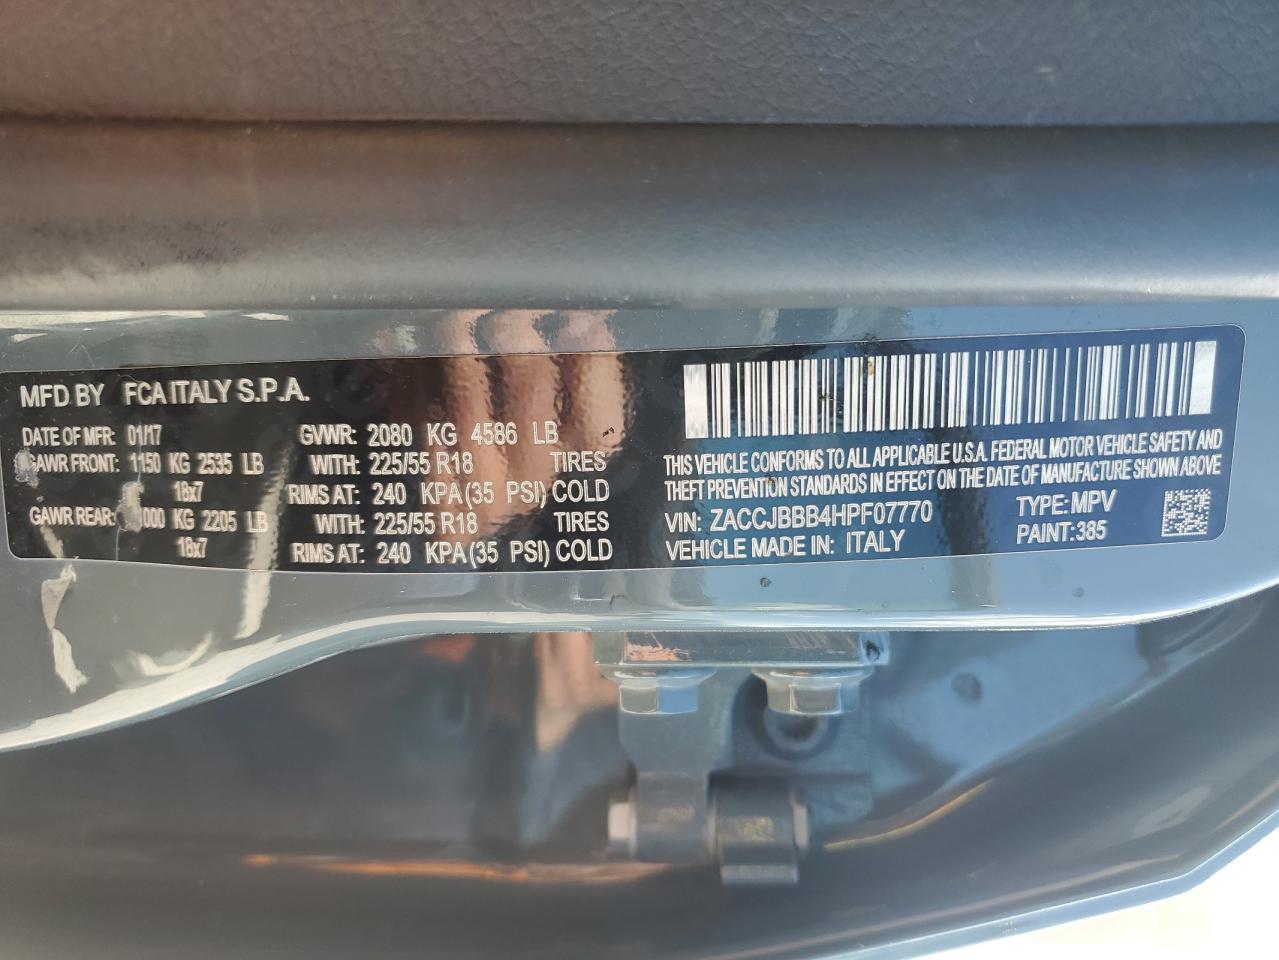 MFD BY FCA ITALY S.P.A.
DATE OF MFR: 01/17 GVWR: 2080 KG 4586 LB
GAWR FRONT: 1150 KG 2535 LB WITH: 225/55 R18 TIRES
18x7 RIMS AT: 240 KPA (35 PSI) COLD
GAWR REAR: 1000 KG 2205 LB WITH: 225/55 R18 TIRES
18x7 RIMS AT: 240 KPA (35 PSI) COLD
THIS VEHICLE CONFORMS TO ALL APPLICABLE U.S.A. FEDERAL MOTOR VEHICLE SAFETY AND
THEFT PREVENTION STANDARDS IN EFFECT ON THE DATE OF MANUFACTURE SHOWN ABOVE
VIN: ZACCJBBB4HPF07770 TYPE: MPV
VEHICLE MADE IN: ITALY PAINT: 385